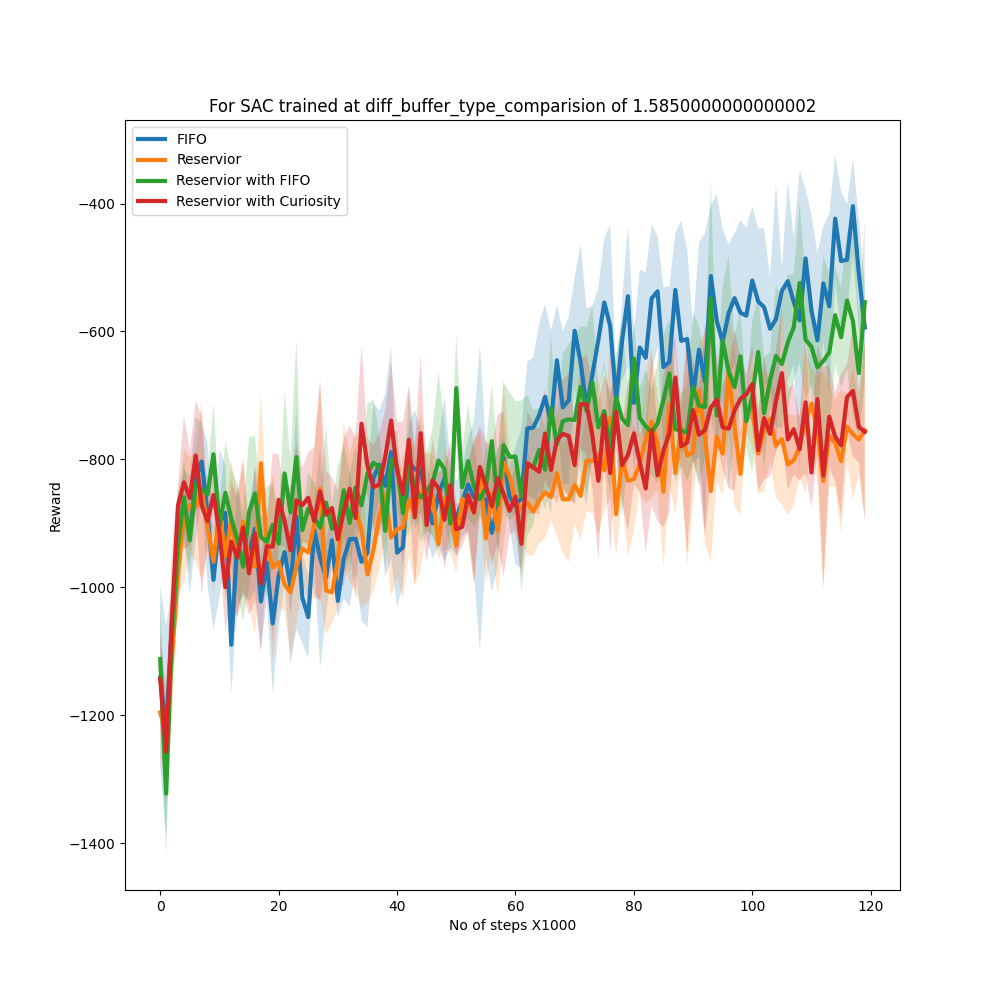 For SAC trained at diff_buffer_type_comparision of 1.5850000000000002
FIFO
Reservior
Reservior with FIFO
Reservior with Curiosity
−400
−600
−800
−1000
−1200
−1400
Reward
0 20 40 60 80 100 120
No of steps X1000